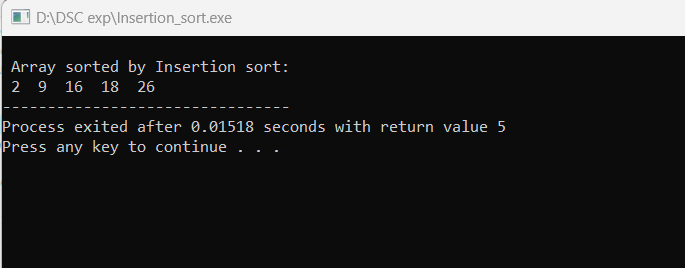 D:\DSC exp\Insertion_sort.exe
Array sorted by Insertion sort:
2  9  16  18  26
--------------------------------
Process exited after 0.01518 seconds with return value 5
Press any key to continue . . .